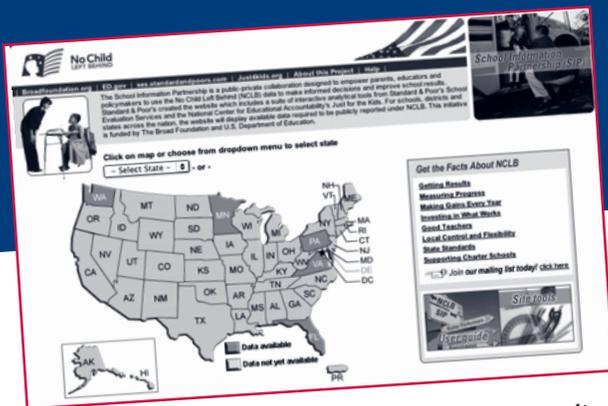 No Child
LEFT BEHIND
School Information
Partnership (SIP)
Broadfoundation.org | ED.gov | ses.standardandpoors.com | Just4kids.org | About this Project | Help
The School Information Partnership is a public-private collaboration designed to empower parents, educators and
policymakers to use the No Child Left Behind (NCLB) data to make informed decisions and improve school results.
Standard & Poor's created the website which includes a suite of interactive analytical tools from Standard & Poor's School
Evaluation Services and the National Center for Educational Accountability's Just for the Kids. For schools, districts and
states across the nation, the website will display available data required to be publicly reported under NCLB. This initiative
is funded by The Broad Foundation and U.S. Department of Education.
Click on map or choose from dropdown menu to select state
– Select State – - or -
WA
MT
ND
MN
OR
ID
WY
SD
WI
MI
NY
NH
VT
ME
MA
RI
CT
NJ
MD
DE
DC
NV
UT
CO
NE
IA
IL
IN
OH
PA
WV
VA
CA
KS
MO
KY
NC
TN
AZ
NM
OK
AR
SC
TX
LA
MS
AL
GA
FL
AK
HI
PR
Data available
Data not yet available
Get the Facts About NCLB
Getting Results
Measuring Progress
Making Gains Every Year
Investing in What Works
Good Teachers
Local Control and Flexibility
State Standards
Supporting Charter Schools
Join our mailing list today! click here
NCLB
SIP
User guide
Site tools